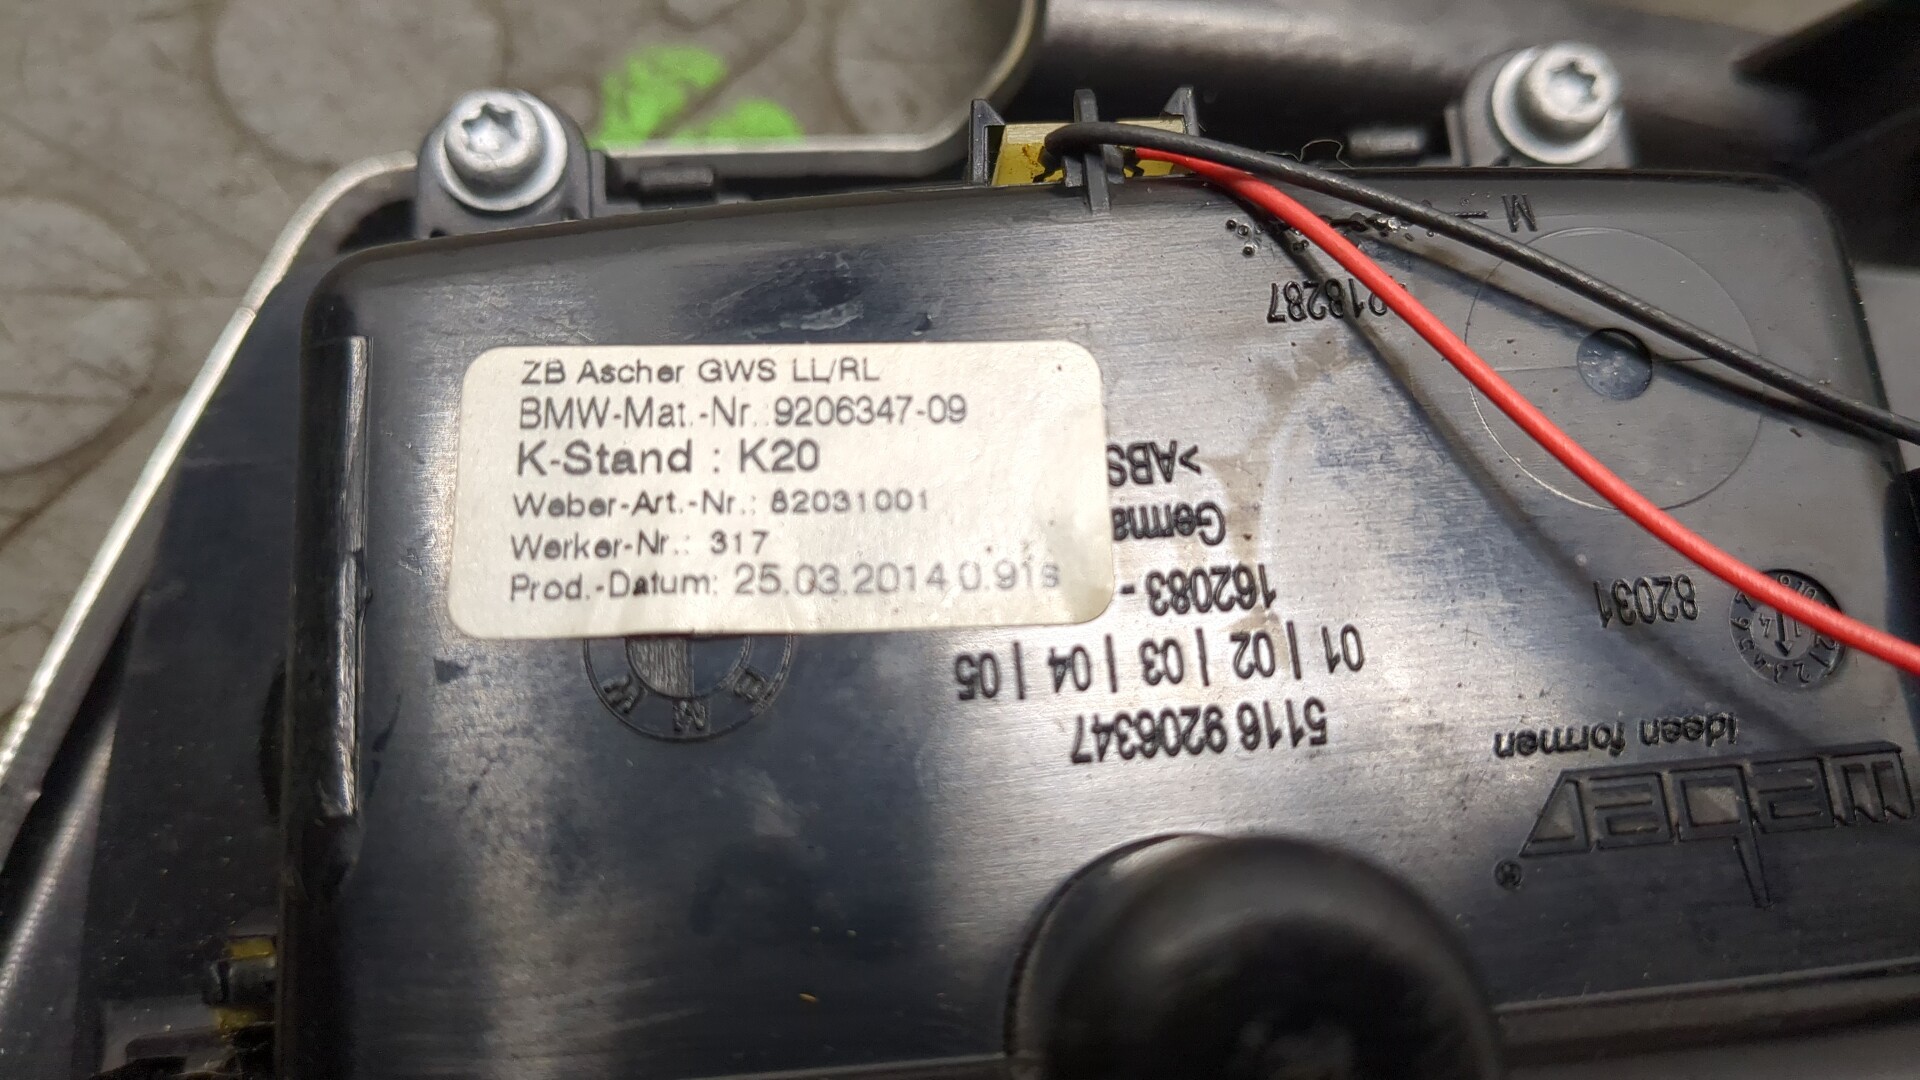 ZB Ascher GWS LL/RL
BMW-Mat.-Nr.:9206347-09
K-Stand : K20
Weber-Art.-Nr.: 82031001
Werker-Nr.: 317
Prod.-Datum: 25.03.2014 0.91s
weber®
ideen formen
5116 9206347
01 | 02 | 03 | 04 | 05
162083 -
82031
>ABS
BMW
M